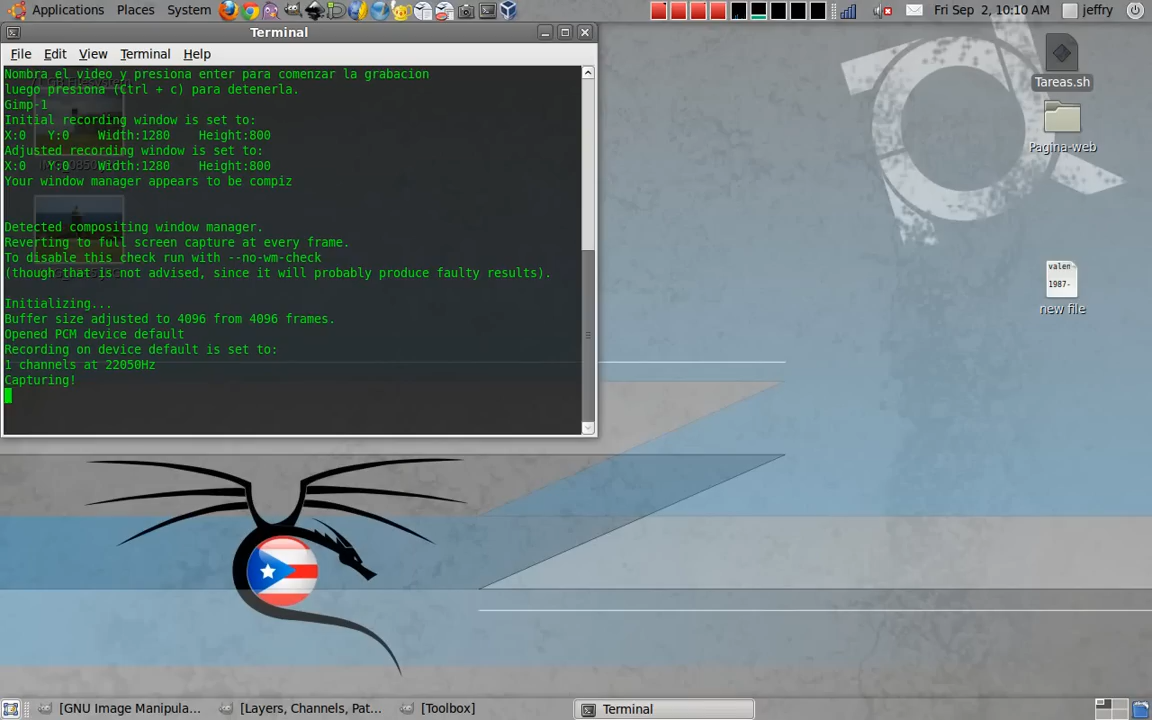 Applications Places System Fri Sep 2, 10:10 AM jeffry
Terminal
File Edit View Terminal Help
Nombra el video y presiona enter para comenzar la grabacion
luego presiona (Ctrl + c) para detenerla.
Gimp-1
Initial recording window is set to:
X:0 Y:0 Width:1280 Height:800
Adjusted recording window is set to:
X:0 Y:0 Width:1280 Height:800
Your window manager appears to be compiz
Detected compositing window manager.
Reverting to full screen capture at every frame.
To disable this check run with --no-wm-check
(though that is not advised, since it will probably produce faulty results).
Initializing...
Buffer size adjusted to 4096 from 4096 frames.
Opened PCM device default
Recording on device default is set to:
1 channels at 22050Hz
Capturing!
Tareas.sh
Pagina-web
valen
1987-
new file
[GNU Image Manipula... [Layers, Channels, Pat... [Toolbox] Terminal